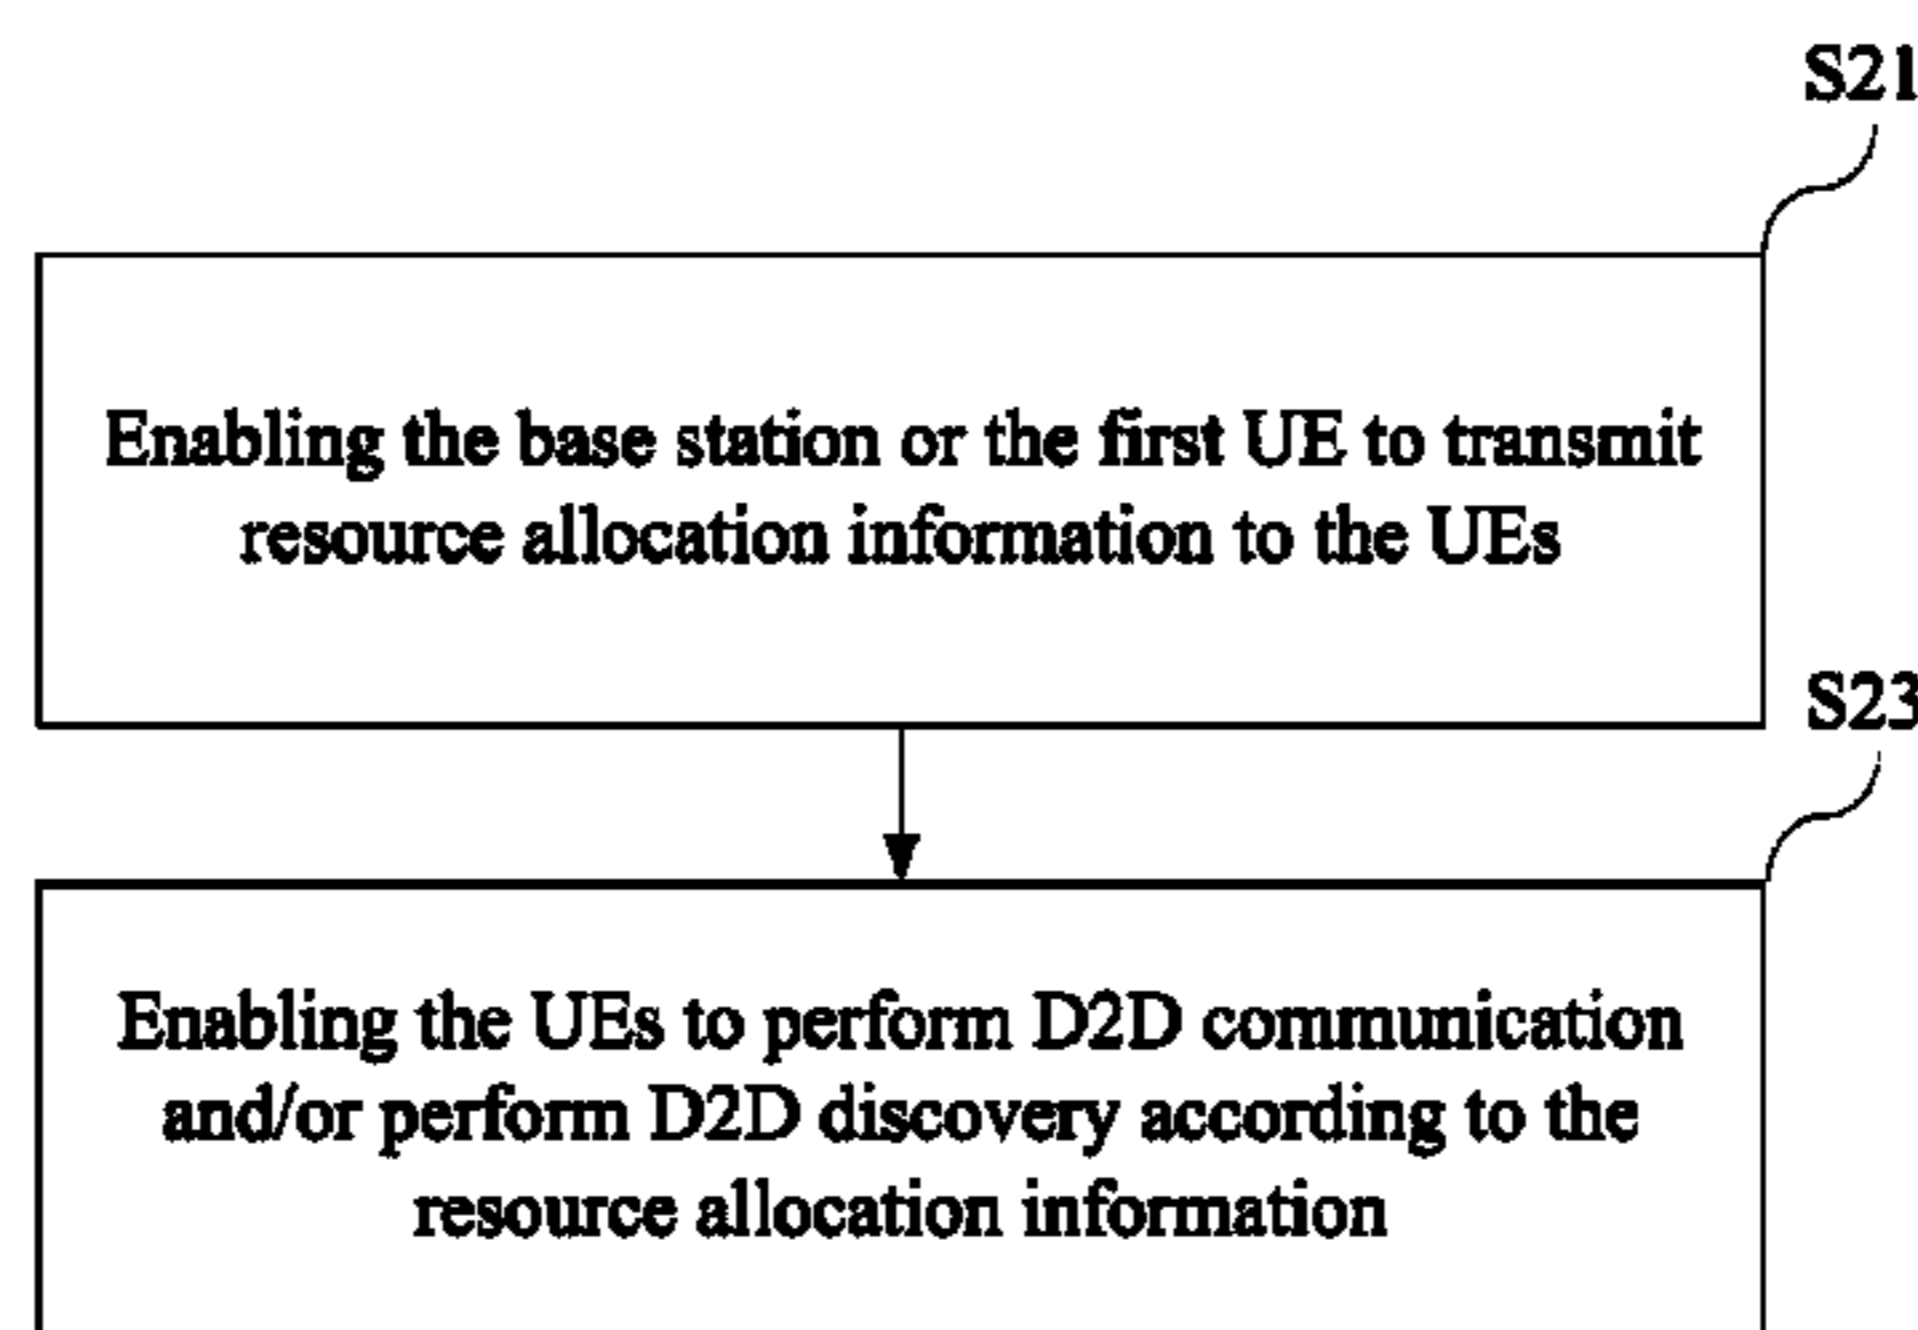 S21
Enabling the base station or the first UE to transmit
resource allocation information to the UEs
S23
Enabling the UEs to perform D2D communication
and/or perform D2D discovery according to the
resource allocation information